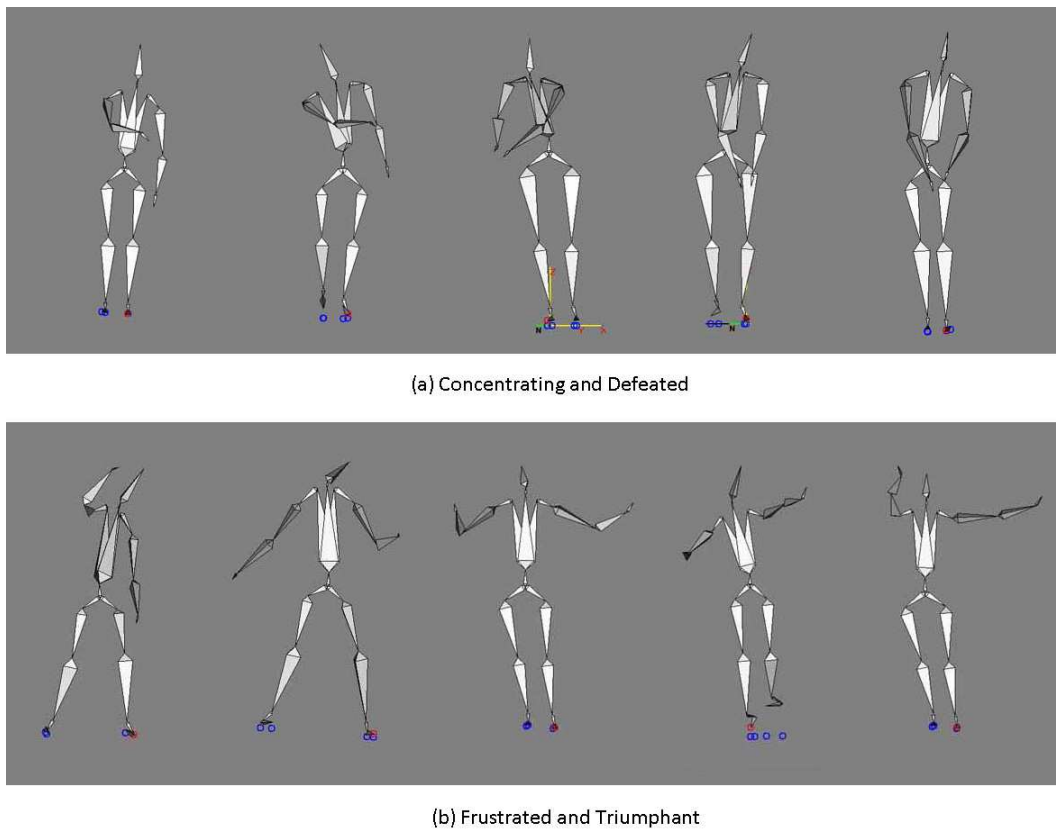 Z
N Y X
N
(a) Concentrating and Defeated
(b) Frustrated and Triumphant